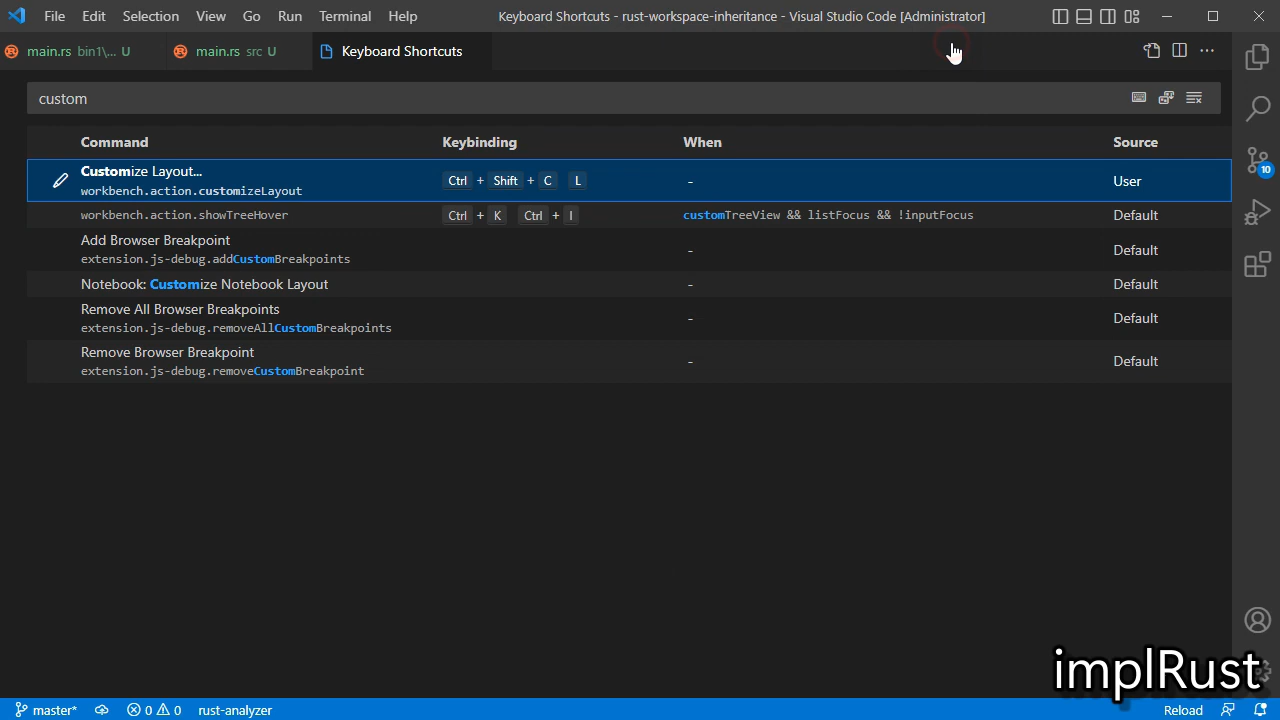 File Edit Selection View Go Run Terminal Help Keyboard Shortcuts - rust-workspace-inheritance - Visual Studio Code [Administrator]
main.rs bin1\... U main.rs src U Keyboard Shortcuts
custom
Command Keybinding When Source
Customize Layout...
workbench.action.customizeLayout
Ctrl + Shift + C L - User
workbench.action.showTreeHover Ctrl + K Ctrl + I customTreeView && listFocus && !inputFocus Default
Add Browser Breakpoint
extension.js-debug.addCustomBreakpoints
- Default
Notebook: Customize Notebook Layout - Default
Remove All Browser Breakpoints
extension.js-debug.removeAllCustomBreakpoints
- Default
Remove Browser Breakpoint
extension.js-debug.removeCustomBreakpoint
- Default
10
implRust
master* 0 0 rust-analyzer Reload